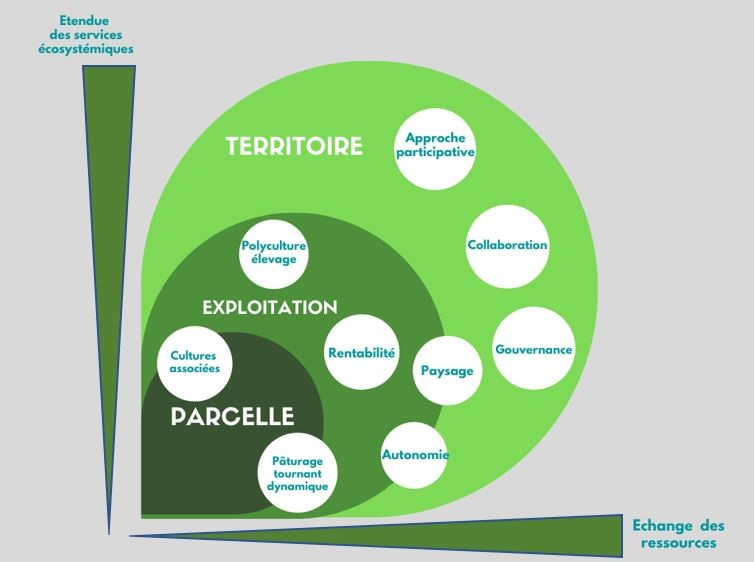 Etendue
des services
écosystémiques
TERRITOIRE
Approche
participative
Collaboration
Polyculture
élevage
EXPLOITATION
Rentabilité
Gouvernance
Cultures
associées
Paysage
PARCELLE
Autonomie
Pâturage
tournant
dynamique
Echange des
ressources